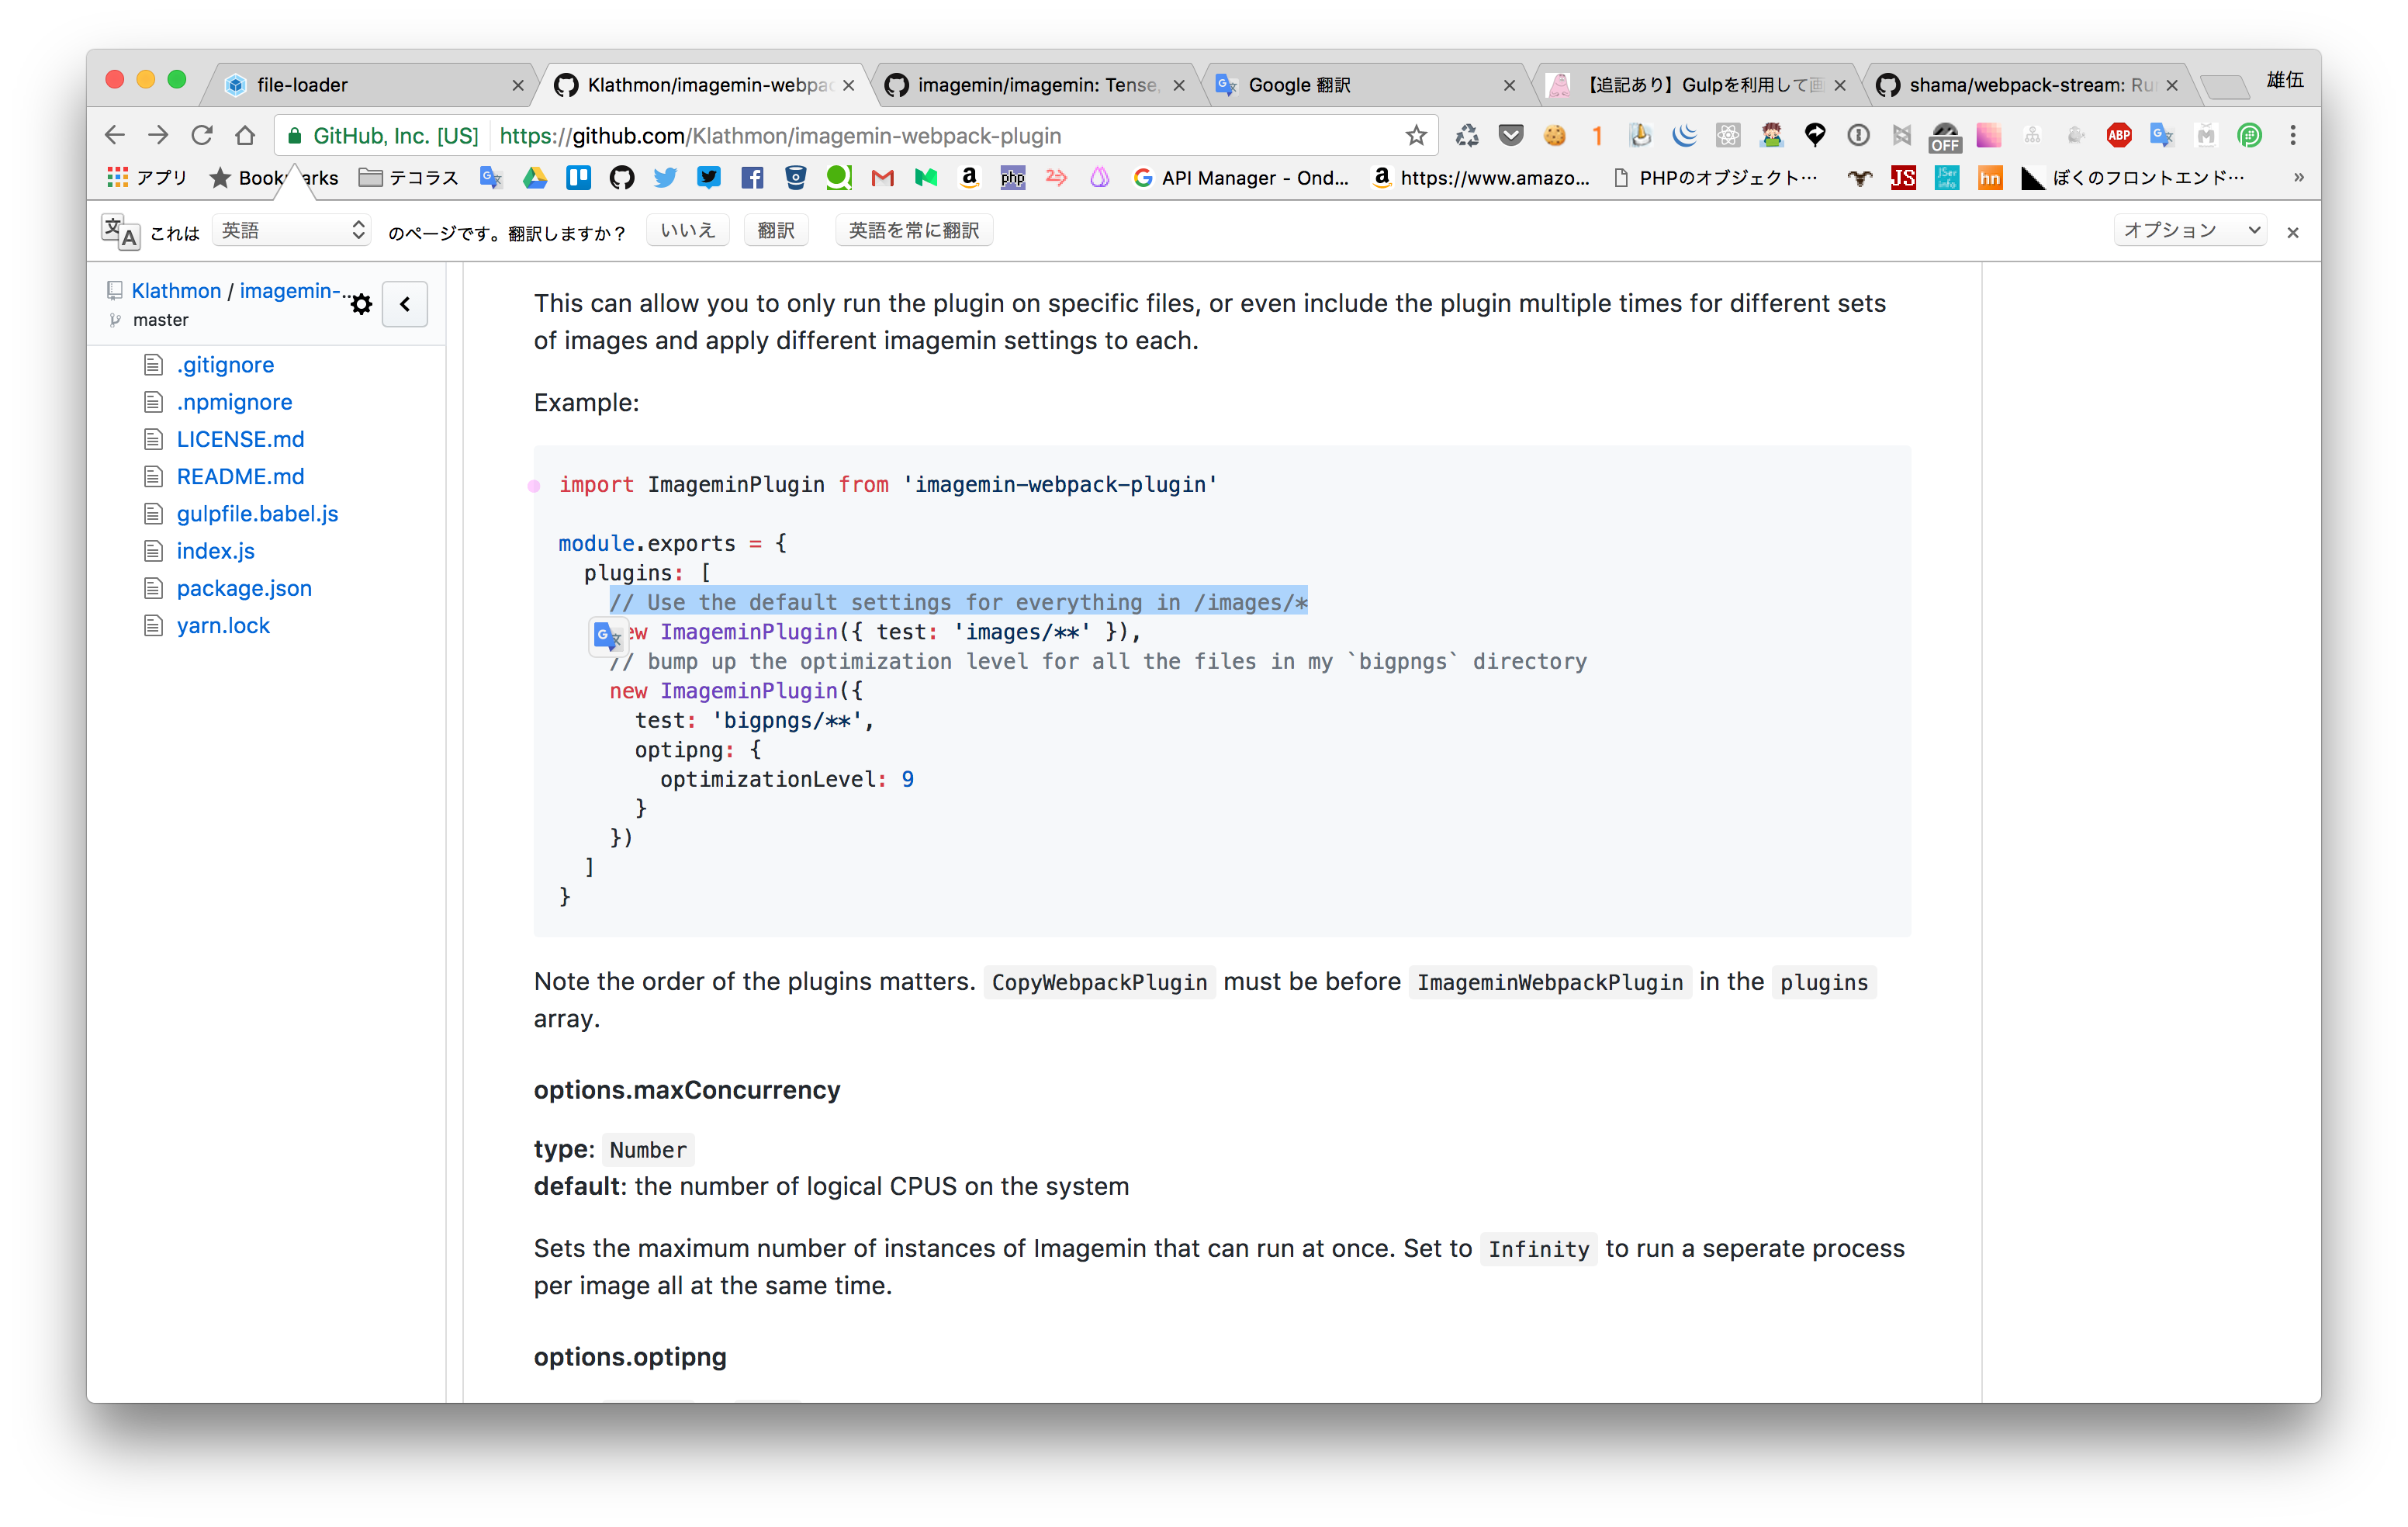 file-loader
Klathmon/imagemin-webpac
imagemin/imagemin: Tense,
Google 翻訳
【追記あり】Gulpを利用して画
shama/webpack-stream: Ru
雄伍
GitHub, Inc. [US]
https://github.com/Klathmon/imagemin-webpack-plugin
1
OFF
ABP
アプリ
Bookmarks
テコラス
php
API Manager - Ond...
https://www.amazo...
PHPのオブジェクト…
JS
JSer info
hn
ぼくのフロントエンド…
»
これは
英語
のページです。翻訳しますか？
いいえ
翻訳
英語を常に翻訳
オプション
Klathmon / imagemin-...
master
.gitignore
.npmignore
LICENSE.md
README.md
gulpfile.babel.js
index.js
package.json
yarn.lock
This can allow you to only run the plugin on specific files, or even include the plugin multiple times for different sets
of images and apply different imagemin settings to each.
Example:
import ImageminPlugin from 'imagemin-webpack-plugin'
module.exports = {
plugins: [
// Use the default settings for everything in /images/*
ew ImageminPlugin({ test: 'images/**' }),
// bump up the optimization level for all the files in my `bigpngs` directory
new ImageminPlugin({
test: 'bigpngs/**',
optipng: {
optimizationLevel: 9
}
})
]
}
Note the order of the plugins matters. CopyWebpackPlugin must be before ImageminWebpackPlugin in the plugins
array.
options.maxConcurrency
type: Number
default: the number of logical CPUS on the system
Sets the maximum number of instances of Imagemin that can run at once. Set to Infinity to run a seperate process
per image all at the same time.
options.optipng